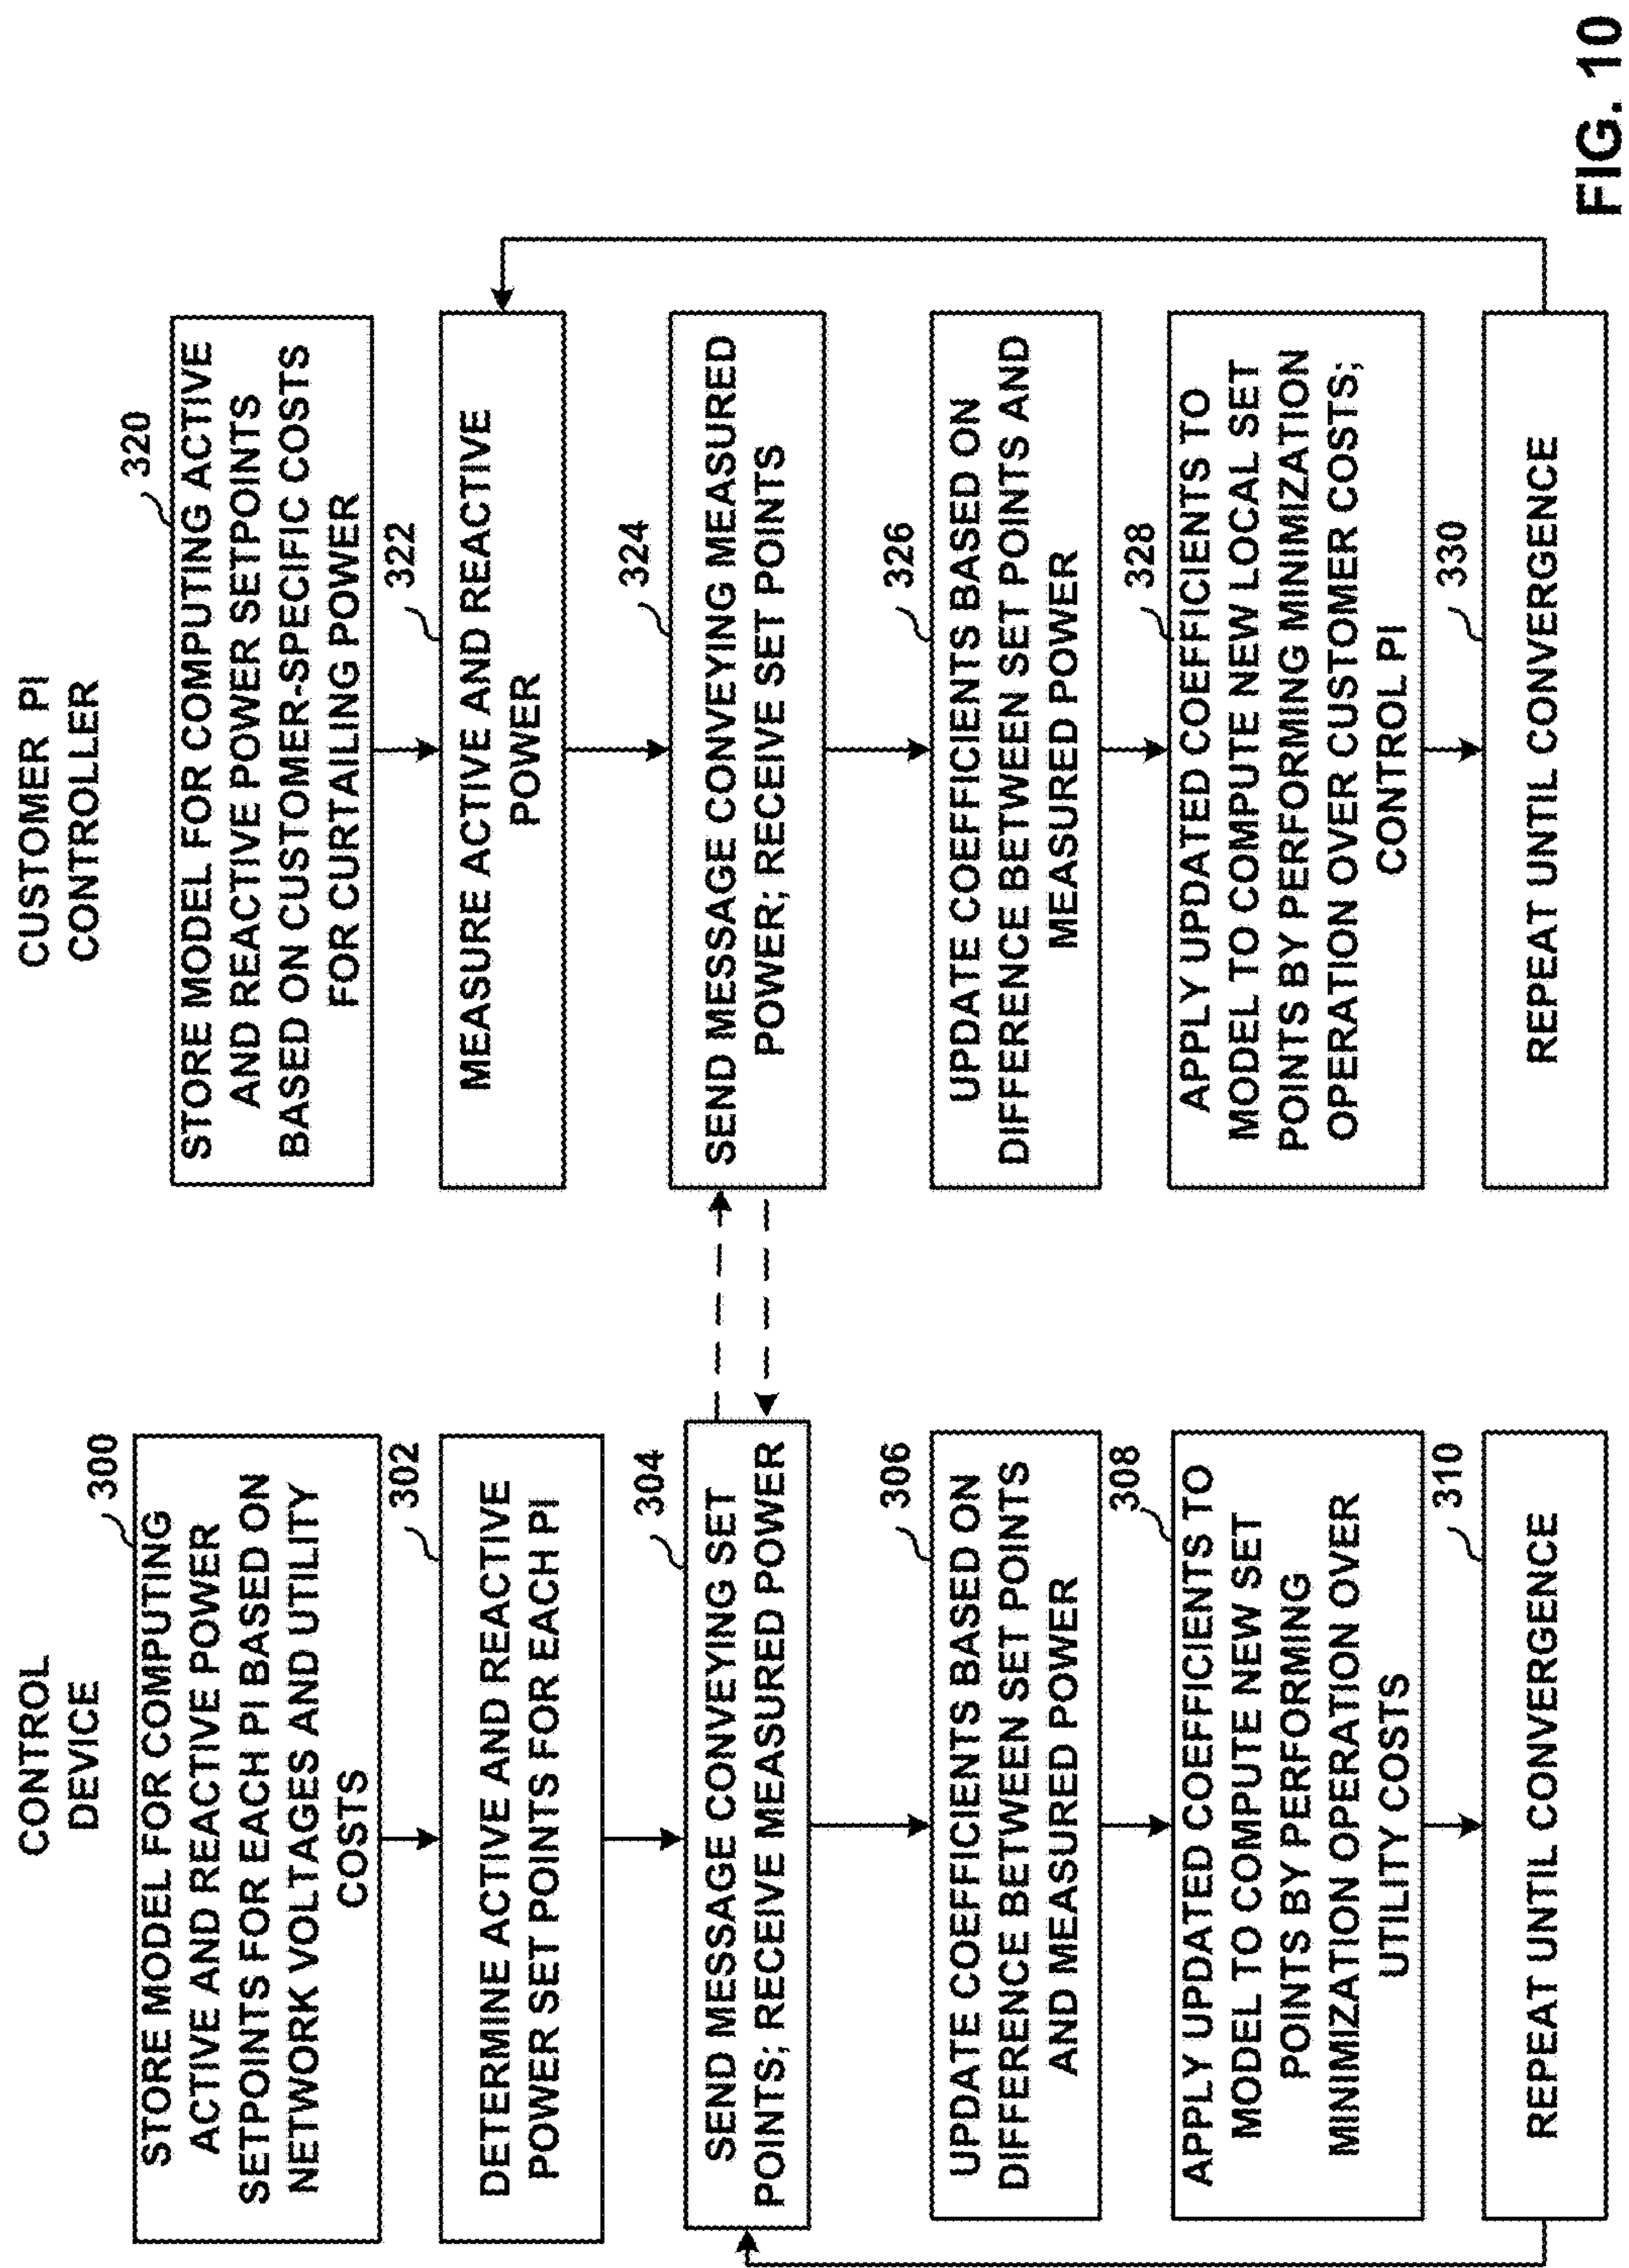 CONTROL
DEVICE
300
STORE MODEL FOR COMPUTING
ACTIVE AND REACTIVE POWER
SETPOINTS FOR EACH PI BASED ON
NETWORK VOLTAGES AND UTILITY
COSTS
302
DETERMINE ACTIVE AND REACTIVE
POWER SET POINTS FOR EACH PI
304
SEND MESSAGE CONVEYING SET
POINTS; RECEIVE MEASURED POWER
306
UPDATE COEFFICIENTS BASED ON
DIFFERENCE BETWEEN SET POINTS
AND MEASURED POWER
308
APPLY UPDATED COEFFICIENTS TO
MODEL TO COMPUTE NEW SET
POINTS BY PERFORMING
MINIMIZATION OPERATION OVER
UTILITY COSTS
310
REPEAT UNTIL CONVERGENCE
CUSTOMER PI
CONTROLLER
320
STORE MODEL FOR COMPUTING ACTIVE
AND REACTIVE POWER SETPOINTS
BASED ON CUSTOMER-SPECIFIC COSTS
FOR CURTAILING POWER
322
MEASURE ACTIVE AND REACTIVE
POWER
324
SEND MESSAGE CONVEYING MEASURED
POWER; RECEIVE SET POINTS
326
UPDATE COEFFICIENTS BASED ON
DIFFERENCE BETWEEN SET POINTS AND
MEASURED POWER
328
APPLY UPDATED COEFFICIENTS TO
MODEL TO COMPUTE NEW LOCAL SET
POINTS BY PERFORMING MINIMIZATION
OPERATION OVER CUSTOMER COSTS;
CONTROL PI
330
REPEAT UNTIL CONVERGENCE
FIG. 10